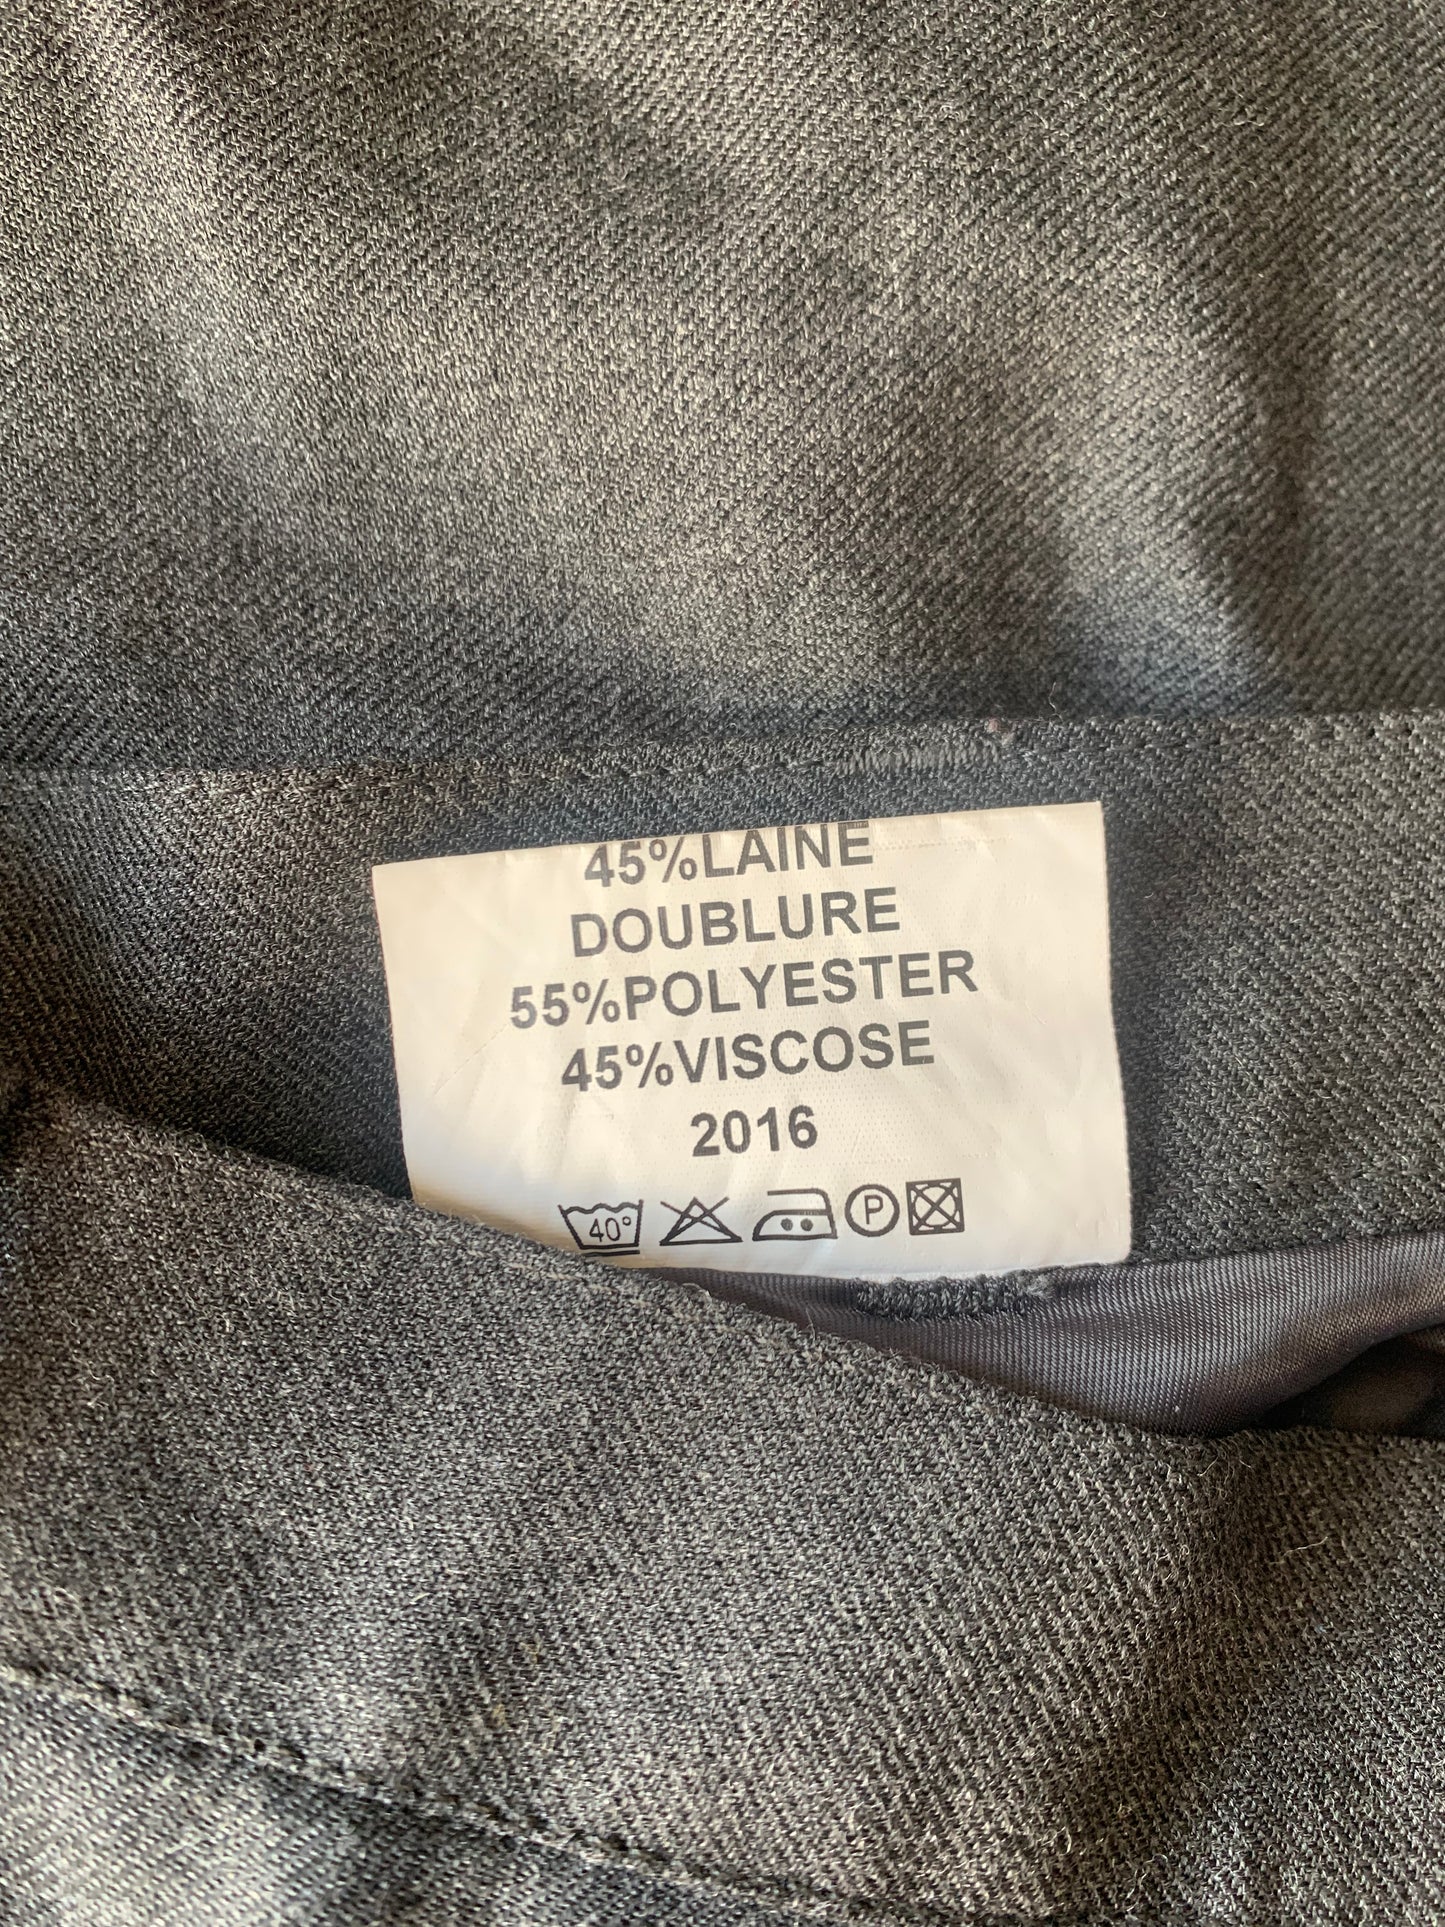 45%LAINE
DOUBLURE
55%POLYESTER
45%VISCOSE
2016
40° P